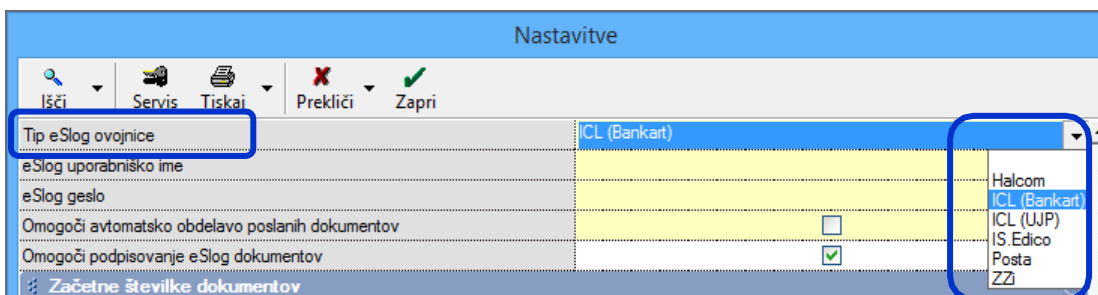 Nastavitve
Išči Servis Tiskaj Prekliči Zapri
Tip eSlog ovojnice ICL (Bankart)
eSlog uporabniško ime
eSlog geslo
Omogoči avtomatsko obdelavo poslanih dokumentov
Omogoči podpisovanje eSlog dokumentov
Začetne številke dokumentov
Halcom
ICL (Bankart)
ICL (UJP)
IS.Edico
Posta
ZZi